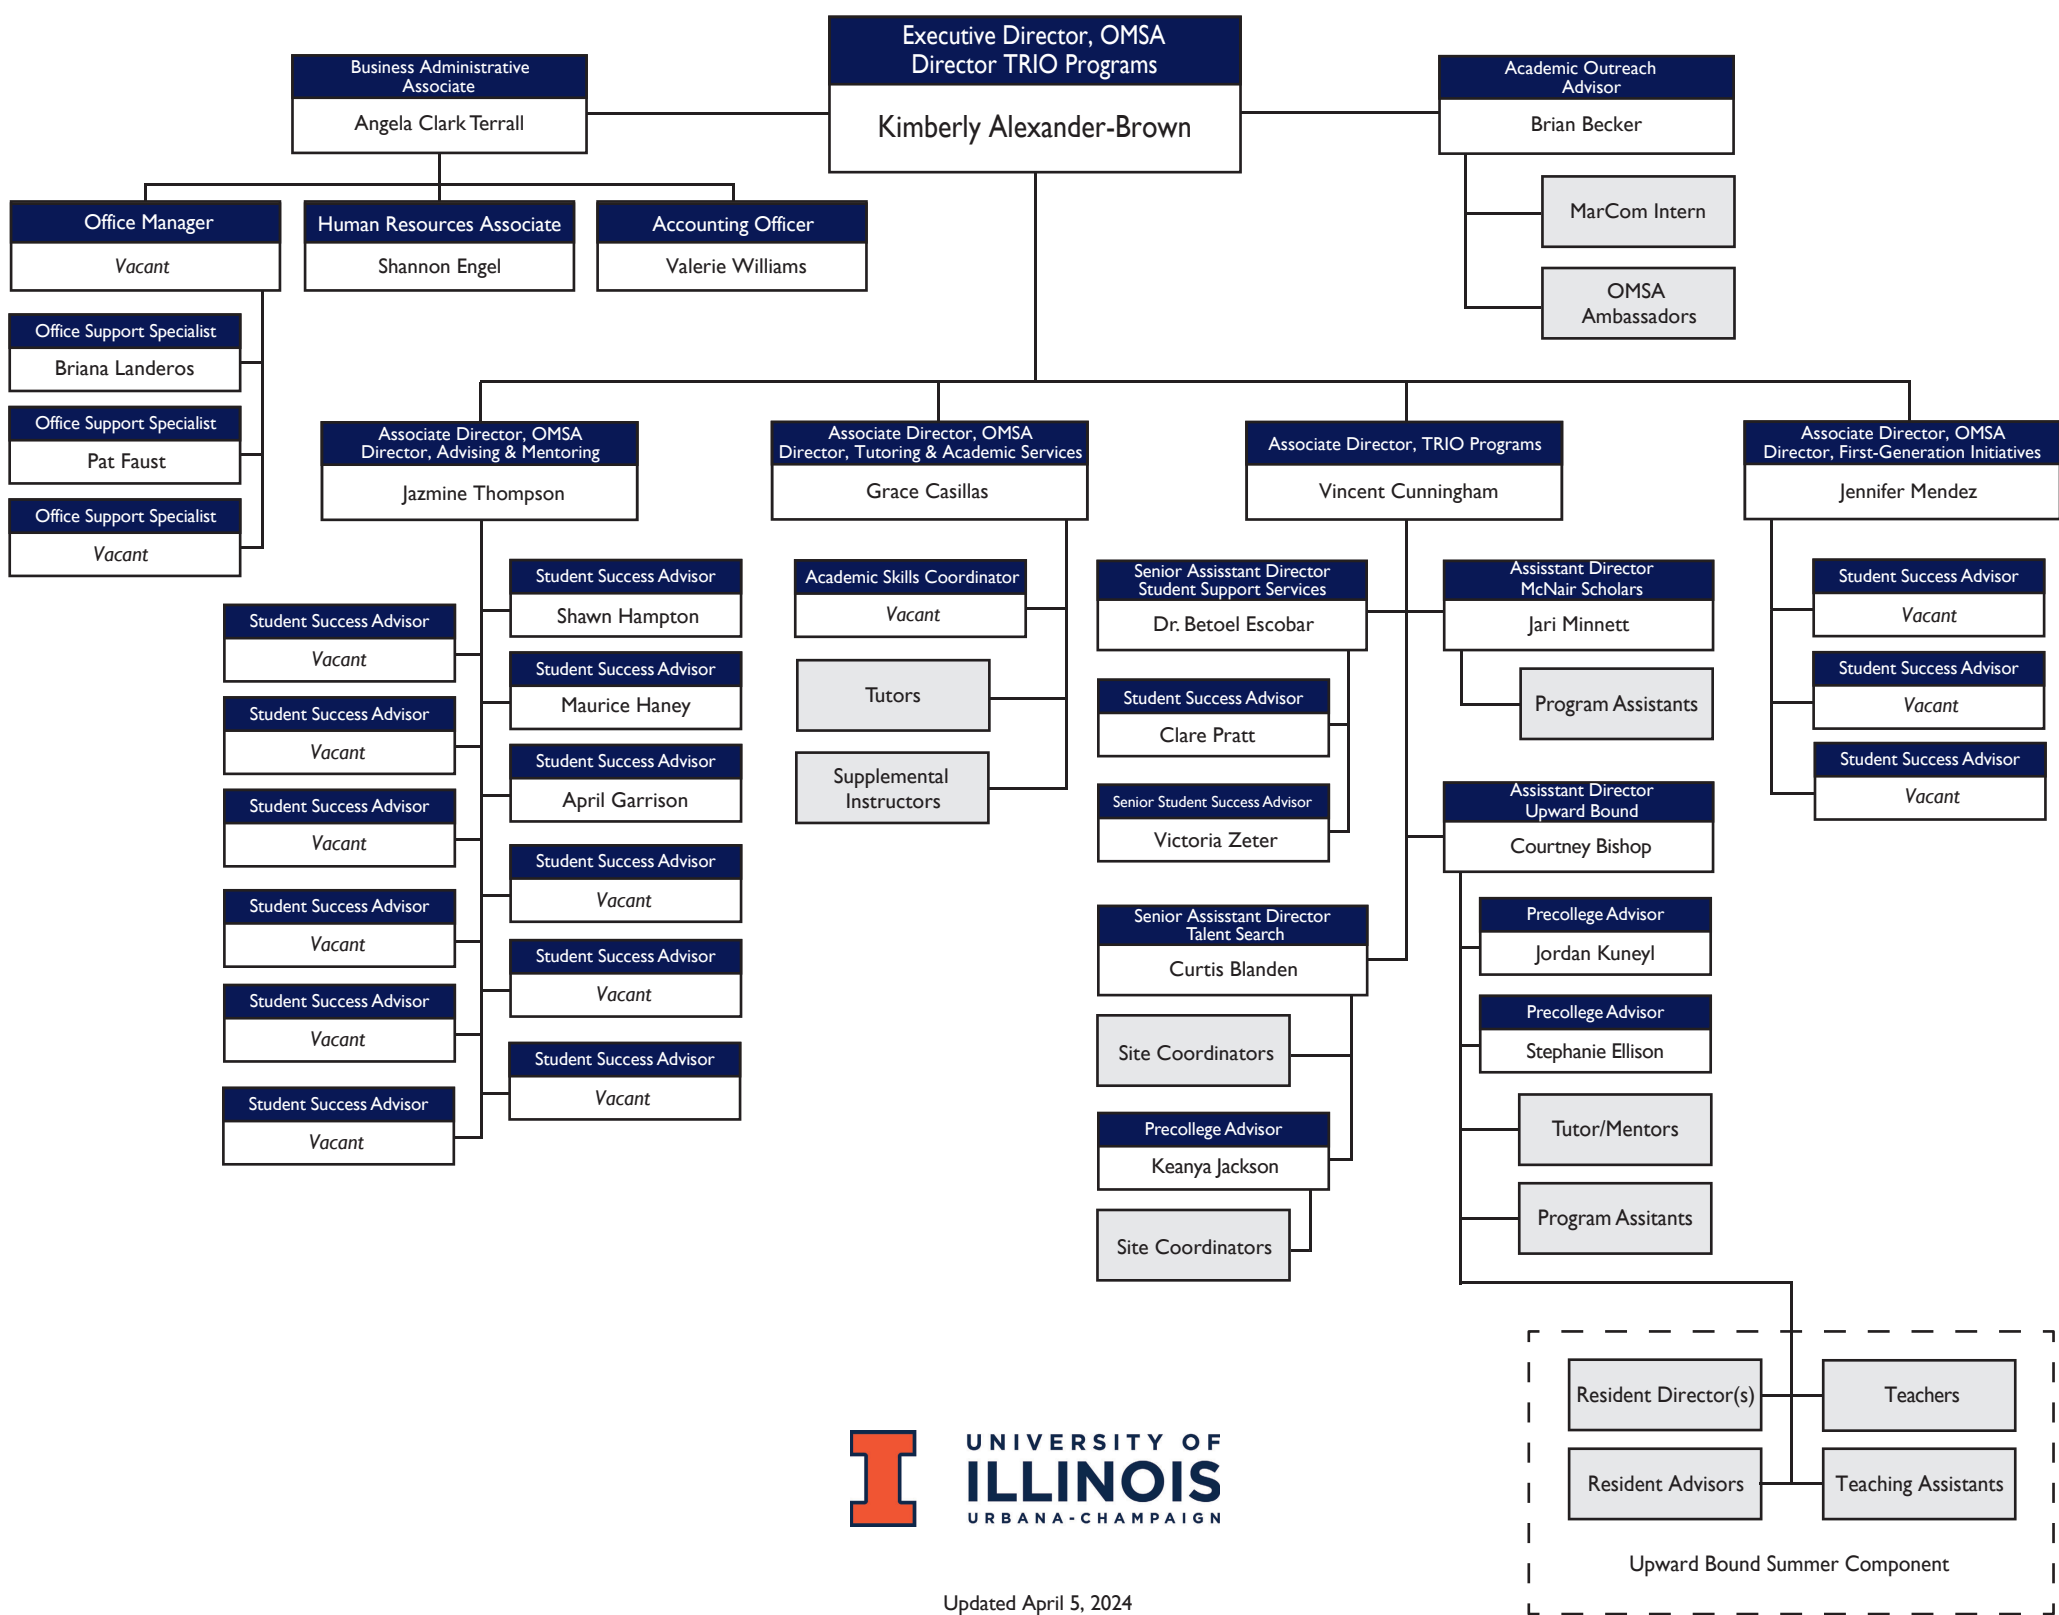 Executive Director, OMSA
Director TRIO Programs
Kimberly Alexander-Brown
Business Administrative
Associate
Angela Clark Terrall
Academic Outreach
Advisor
Brian Becker
MarCom Intern
OMSA
Ambassadors
Office Manager
Vacant
Human Resources Associate
Shannon Engel
Accounting Officer
Valerie Williams
Office Support Specialist
Briana Landeros
Office Support Specialist
Pat Faust
Office Support Specialist
Vacant
Associate Director, OMSA
Director, Advising & Mentoring
Jazmine Thompson
Student Success Advisor
Shawn Hampton
Student Success Advisor
Vacant
Student Success Advisor
Maurice Haney
Student Success Advisor
Vacant
Student Success Advisor
April Garrison
Student Success Advisor
Vacant
Student Success Advisor
Vacant
Student Success Advisor
Vacant
Student Success Advisor
Vacant
Student Success Advisor
Vacant
Student Success Advisor
Vacant
Student Success Advisor
Vacant
Associate Director, OMSA
Director, Tutoring & Academic Services
Grace Casillas
Academic Skills Coordinator
Vacant
Tutors
Supplemental
Instructors
Associate Director, TRIO Programs
Vincent Cunningham
Senior Assisstant Director
Student Support Services
Dr. Betoel Escobar
Student Success Advisor
Clare Pratt
Senior Student Success Advisor
Victoria Zeter
Senior Assisstant Director
Talent Search
Curtis Blanden
Site Coordinators
Precollege Advisor
Keanya Jackson
Site Coordinators
Assisstant Director
McNair Scholars
Jari Minnett
Program Assistants
Assisstant Director
Upward Bound
Courtney Bishop
Precollege Advisor
Jordan Kuneyl
Precollege Advisor
Stephanie Ellison
Tutor/Mentors
Program Assitants
Associate Director, OMSA
Director, First-Generation Initiatives
Jennifer Mendez
Student Success Advisor
Vacant
Student Success Advisor
Vacant
Student Success Advisor
Vacant
Resident Director(s)
Teachers
Resident Advisors
Teaching Assistants
Upward Bound Summer Component
UNIVERSITY OF
ILLINOIS
URBANA-CHAMPAIGN
Updated April 5, 2024